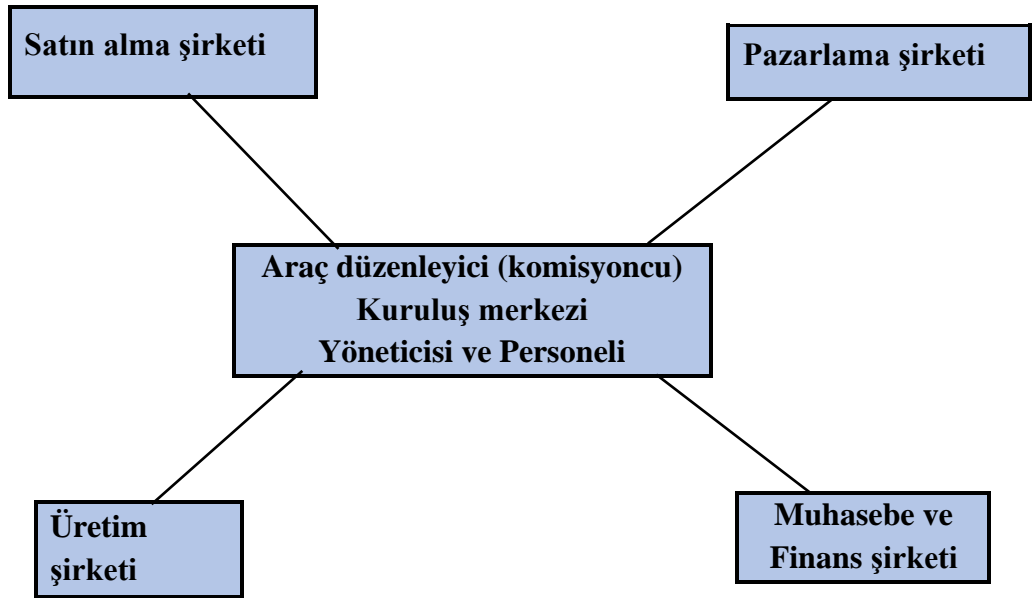 Satın alma şirketi
Pazarlama şirketi
Araç düzenleyici (komisyoncu)
Kuruluş merkezi
Yöneticisi ve Personeli
Üretim
şirketi
Muhasebe ve
Finans şirketi